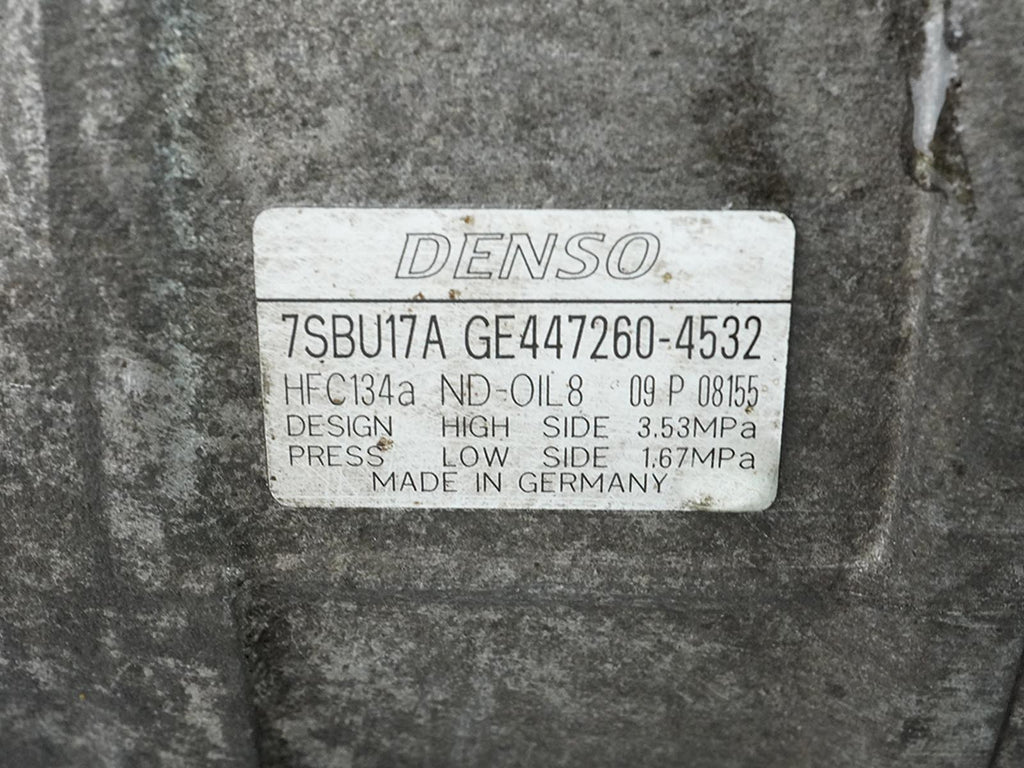 DENSO
7SBU17A GE447260-4532
HFC134a ND-OIL8 09 P 08155
DESIGN HIGH SIDE 3.53MPa
PRESS LOW SIDE 1.67MPa
MADE IN GERMANY